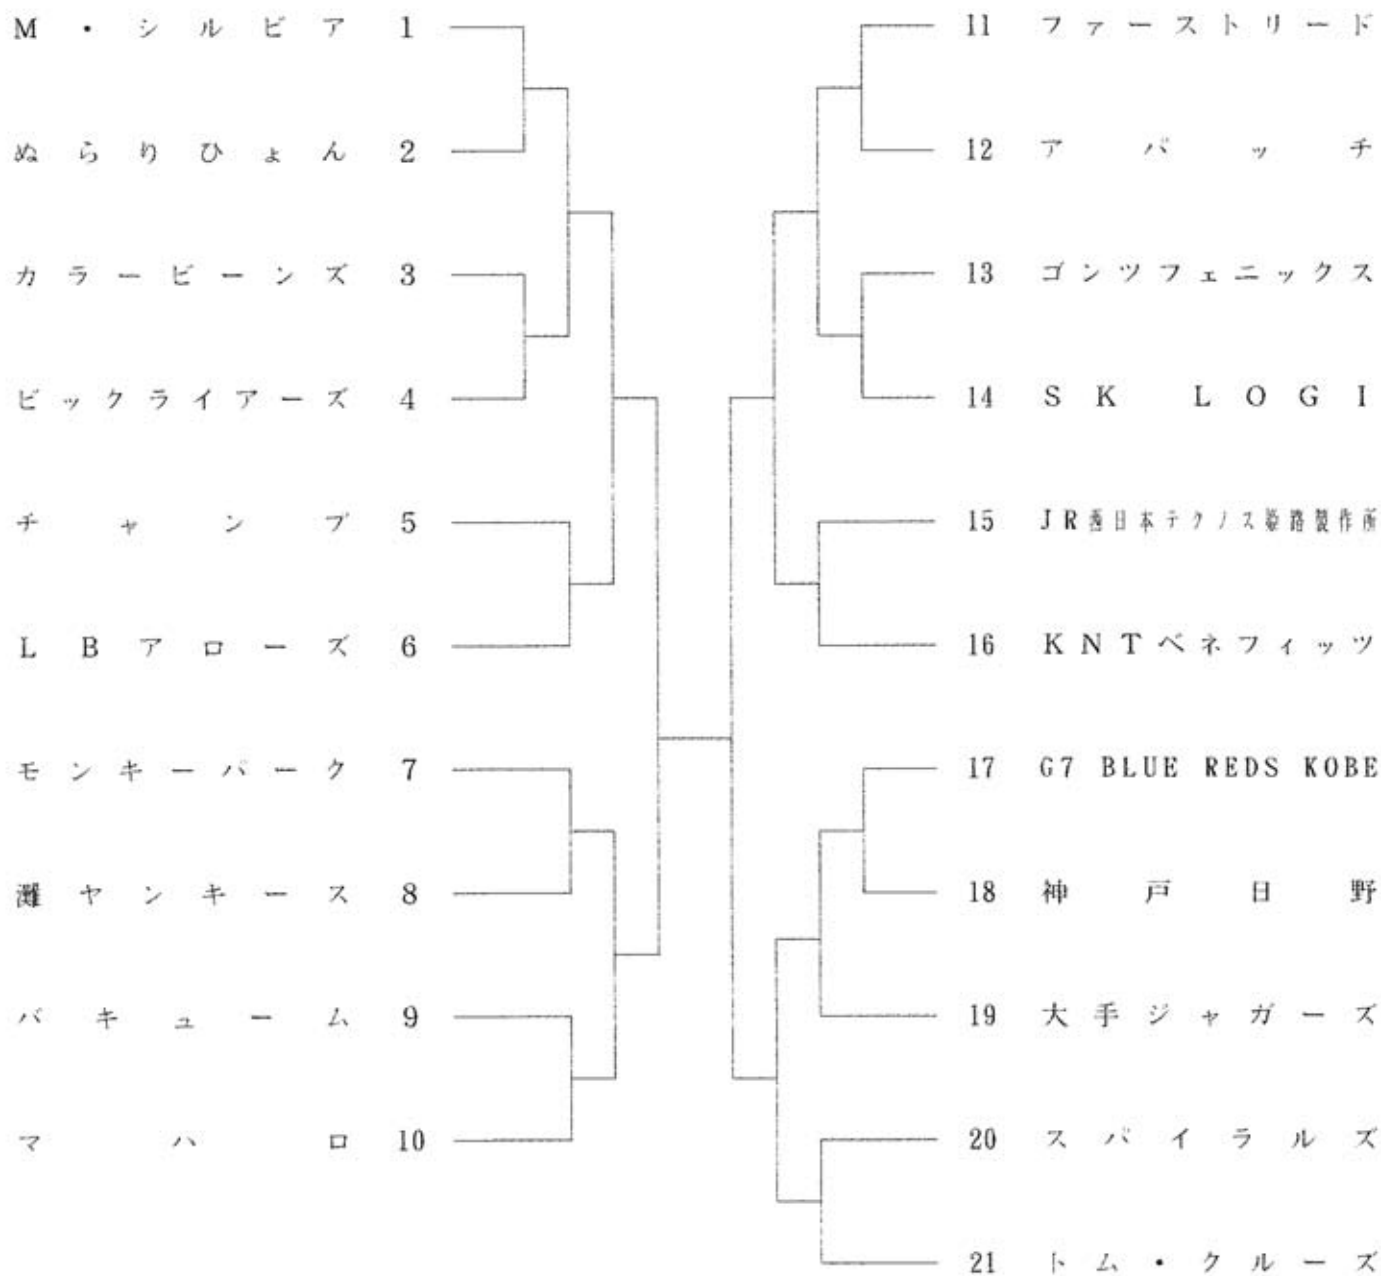 M・シルビア 1
ぬらりひょん 2
カラービーンズ 3
ビックライアーズ 4
チャンプ 5
LBアローズ 6
モンキーパーク 7
灘ヤンキース 8
バキューム 9
マハロ 10
11 ファーストリード
12 アパッチ
13 ゴンツフェニックス
14 SK LOGI
15 JR西日本テクノス姫路製作所
16 KNTベネフィッツ
17 G7 BLUE REDS KOBE
18 神戸日野
19 大手ジャガーズ
20 スパイラルズ
21 トム・クルーズ